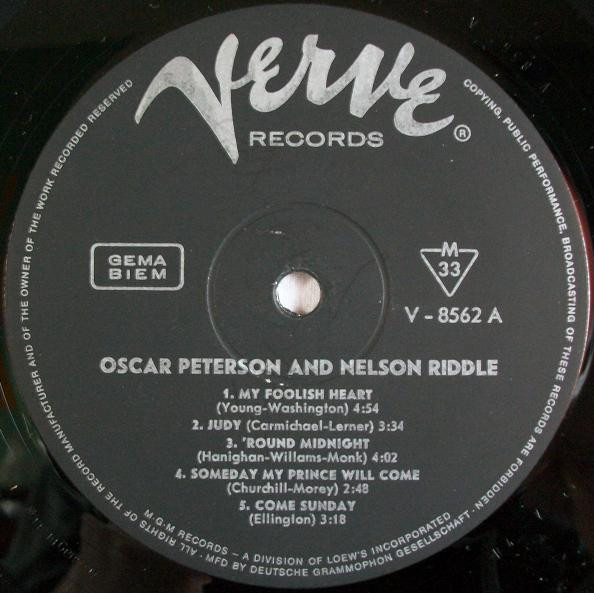 Verve
RECORDS ®
GEMA
BIEM
M
33
V - 8562 A
OSCAR PETERSON AND NELSON RIDDLE
1. MY FOOLISH HEART
(Young-Washington) 4:54
2. JUDY (Carmichael-Lerner) 3:34
3. 'ROUND MIDNIGHT
(Hanighan-Willams-Monk) 4:02
4. SOMEDAY MY PRINCE WILL COME
(Churchill-Morey) 2:48
5. COME SUNDAY
(Ellington) 3:18
M·G·M RECORDS – A DIVISION OF LOEW'S INCORPORATED
· ALL RIGHTS OF THE RECORD MANUFACTURER AND OF THE OWNER OF THE WORK RECORDED RESERVED
COPYING, PUBLIC PERFORMANCE, BROADCASTING OF THESE RECORDS ARE FORBIDDEN ·
MFD BY DEUTSCHE GRAMMOPHON GESELLSCHAFT ·